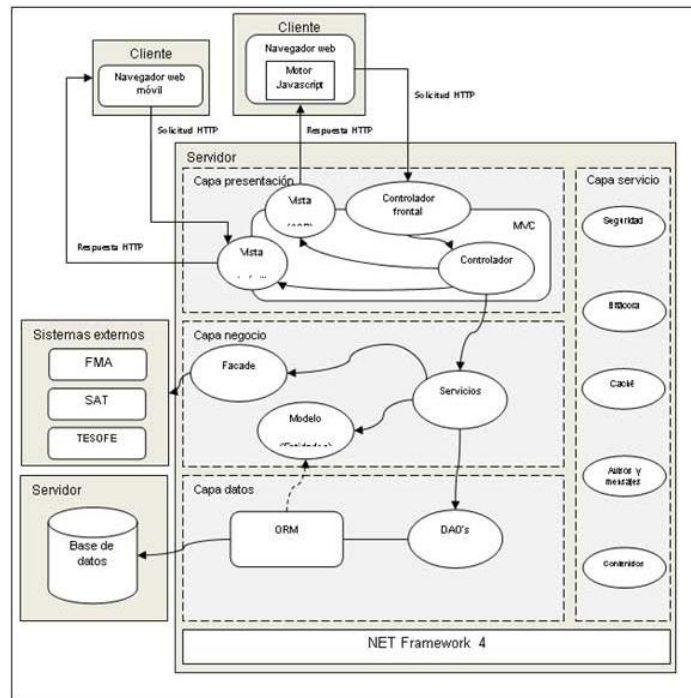 Cliente
Navegador web
móvil
Cliente
Navegador web
Motor
Javascript
Solicitud HTTP
Respuesta HTTP
Solicitud HTTP
Respuesta HTTP
Servidor
Capa presentación
Vista
Controlador
frontal
MVC
Vista
Controlador
Capa servicio
Seguridad
Bitácora
Caché
Avisos y
mensajes
Contenidos
Sistemas externos
FMA
SAT
TESOFE
Capa negocio
Facade
Servicios
Modelo
Servidor
Base de
datos
Capa datos
ORM
DAO's
NET Framework 4